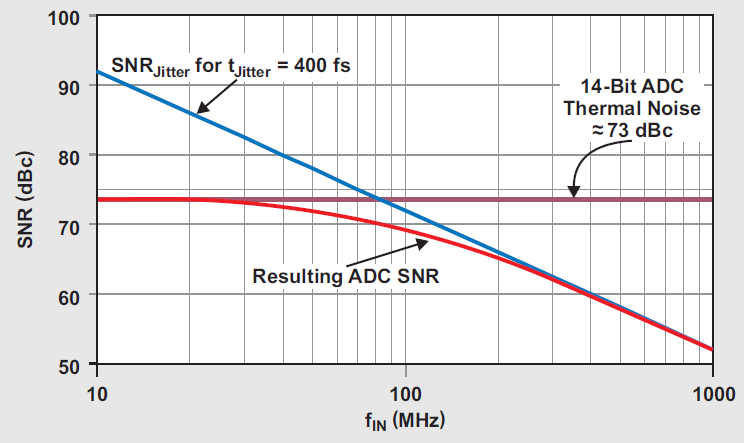 100
SNRJitter for tJitter = 400 fs
90
14-Bit ADC
Thermal Noise
≈ 73 dBc
80
SNR (dBc)
70
Resulting ADC SNR
60
50
10
100
1000
fIN (MHz)